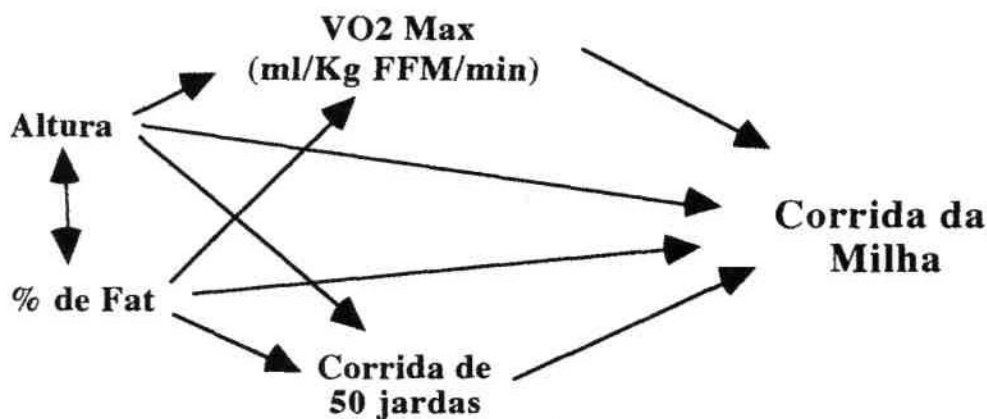 VO2 Max
(ml/Kg FFM/min)
Altura
Corrida da
Milha
% de Fat
Corrida de
50 jardas